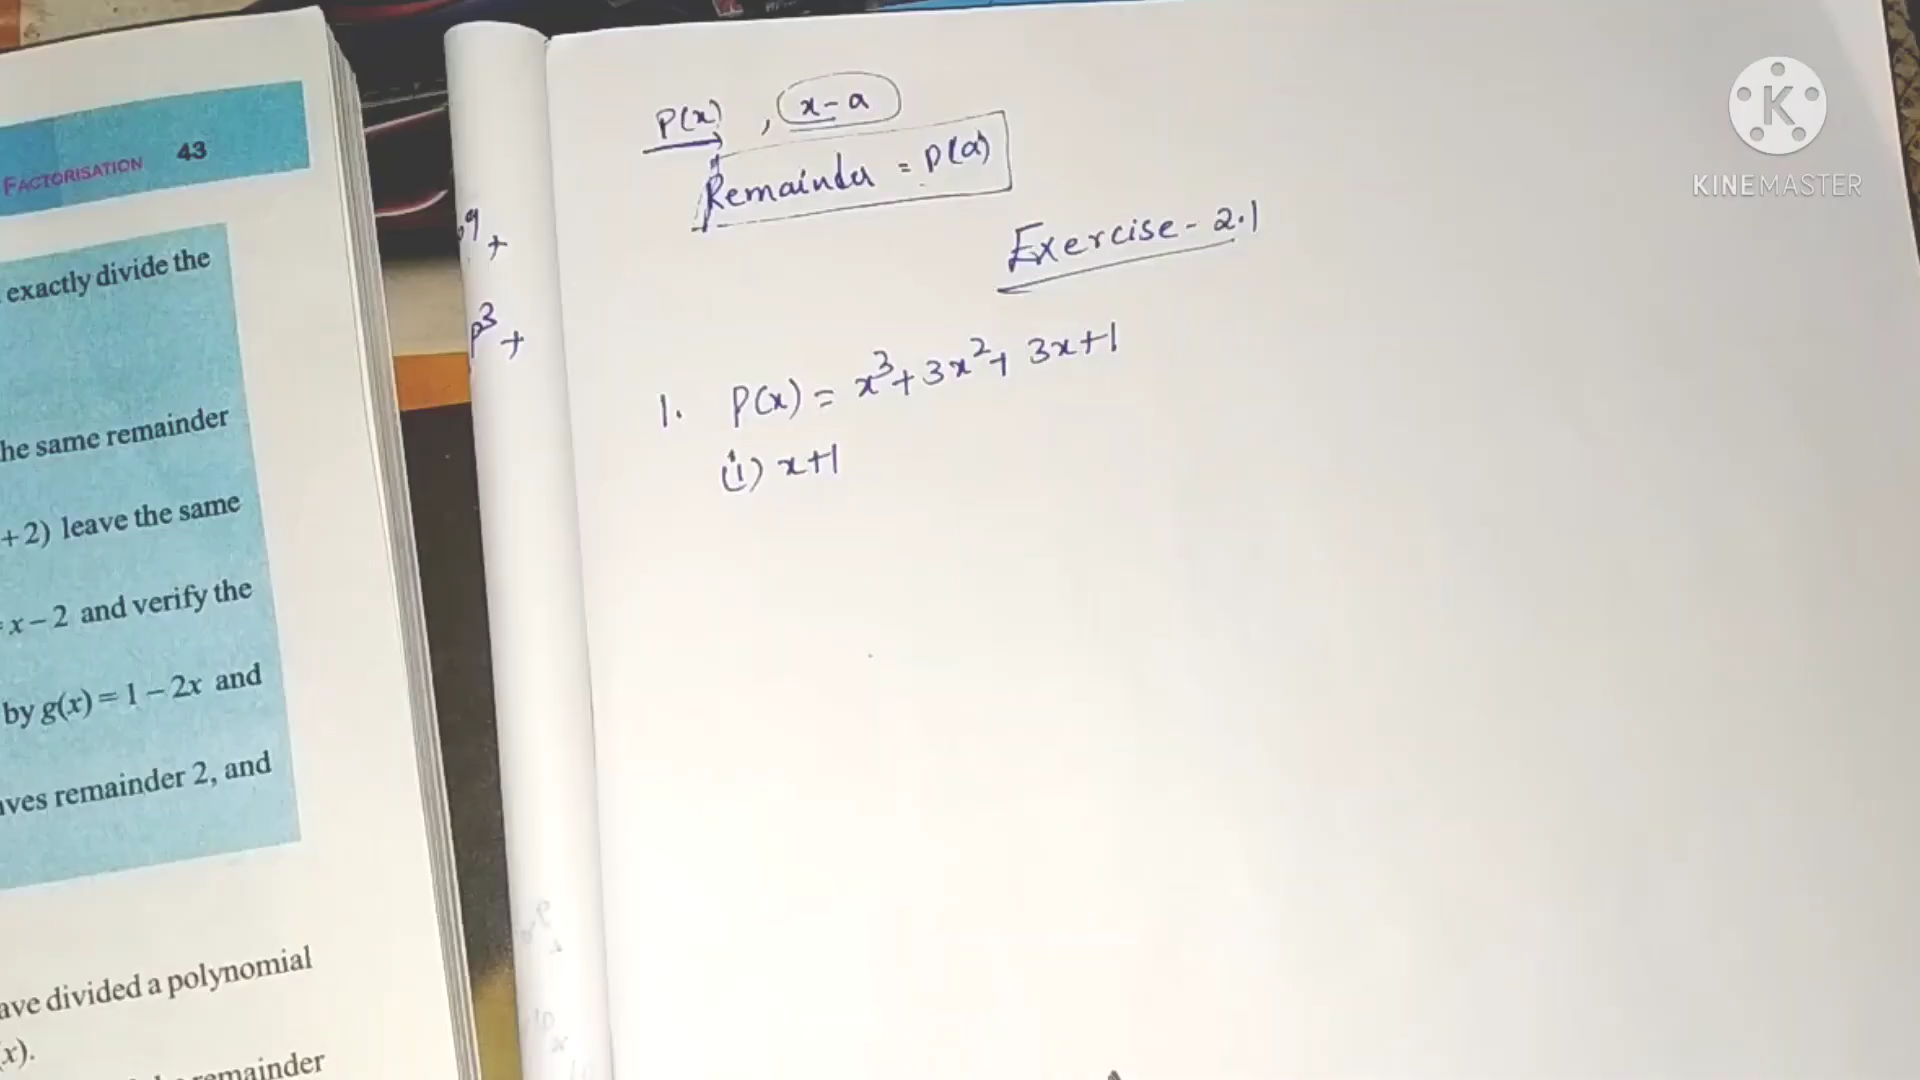 FACTORISATION 43
exactly divide the
he same remainder
+2) leave the same
x – 2 and verify the
by g(x) = 1 – 2x and
ves remainder 2, and
ave divided a polynomial
x).
remainder
9 +
p³ +
P(x) , x-a
Remainder = P(a)
Exercise - 2.1
1. P(x) = x³+3x²+ 3x+1
(i) x+1
KINEMASTER